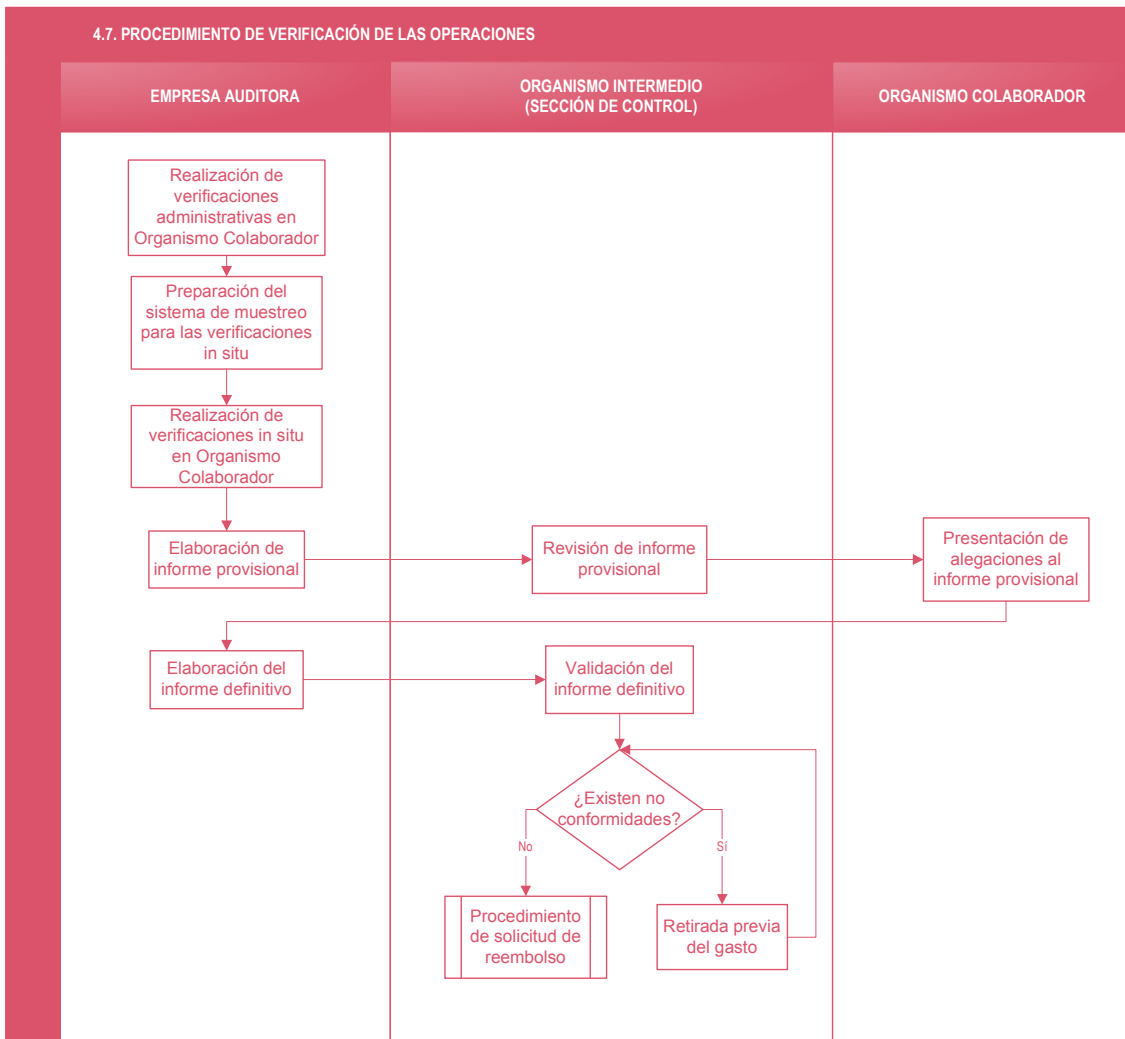 4.7. PROCEDIMIENTO DE VERIFICACIÓN DE LAS OPERACIONES
EMPRESA AUDITORA
ORGANISMO INTERMEDIO
(SECCIÓN DE CONTROL)
ORGANISMO COLABORADOR
Realización de
verificaciones
administrativas en
Organismo Colaborador
Preparación del
sistema de muestreo
para las verificaciones
in situ
Realización de
verificaciones in situ
en Organismo
Colaborador
Elaboración de
informe provisional
Revisión de informe
provisional
Presentación de
alegaciones al
informe provisional
Elaboración del
informe definitivo
Validación del
informe definitivo
¿Existen no
conformidades?
No
Sí
Procedimiento
de solicitud de
reembolso
Retirada previa
del gasto